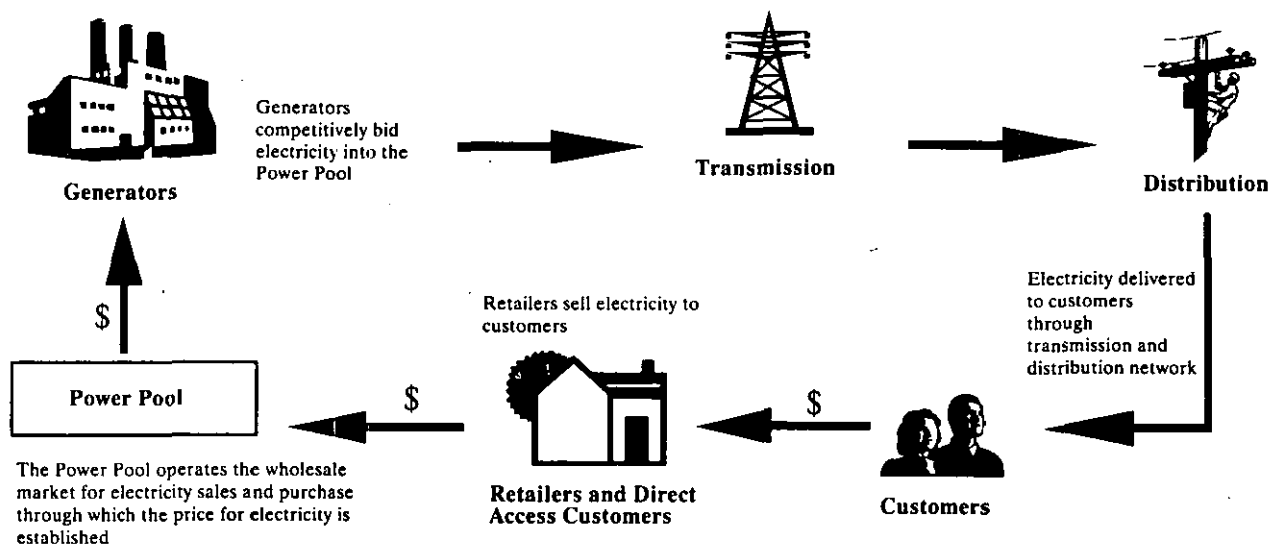 Generators
competitively bid
electricity into the
Power Pool
Generators
Transmission
Distribution
Electricity delivered
to customers
through
transmission and
distribution network
Customers
$
Retailers sell electricity to
customers
Retailers and Direct
Access Customers
$
Power Pool
The Power Pool operates the wholesale
market for electricity sales and purchase
through which the price for electricity is
established
$